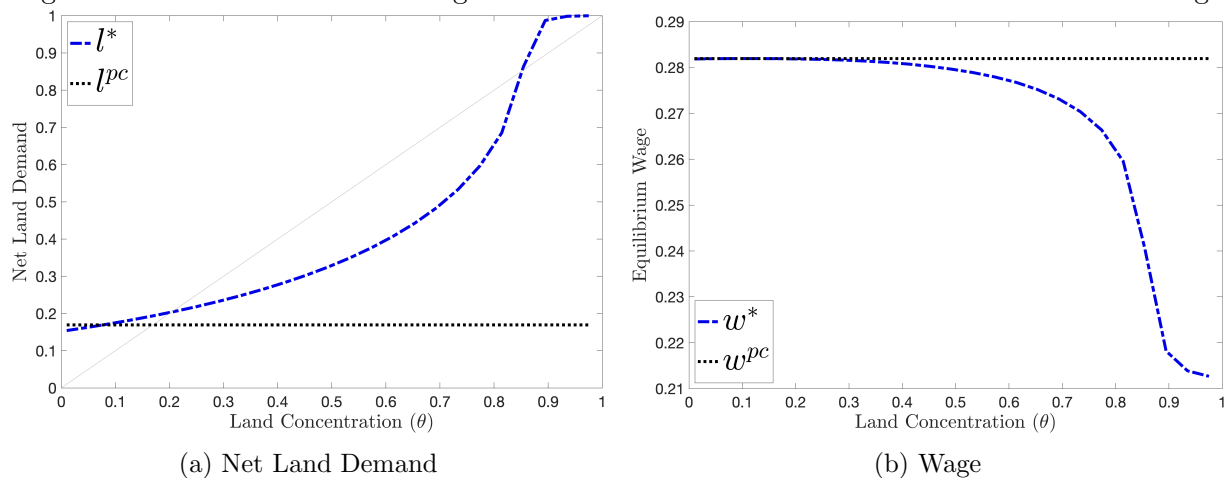 l*
l^{pc}
1
0.9
0.8
0.7
0.6
0.5
0.4
0.3
0.2
0.1
0
Net Land Demand
0 0.1 0.2 0.3 0.4 0.5 0.6 0.7 0.8 0.9 1
Land Concentration (θ)
(a) Net Land Demand
0.29
0.28
0.27
0.26
0.25
0.24
0.23
0.22
0.21
Equilibrium Wage
w*
w^{pc}
0 0.1 0.2 0.3 0.4 0.5 0.6 0.7 0.8 0.9 1
Land Concentration (θ)
(b) Wage